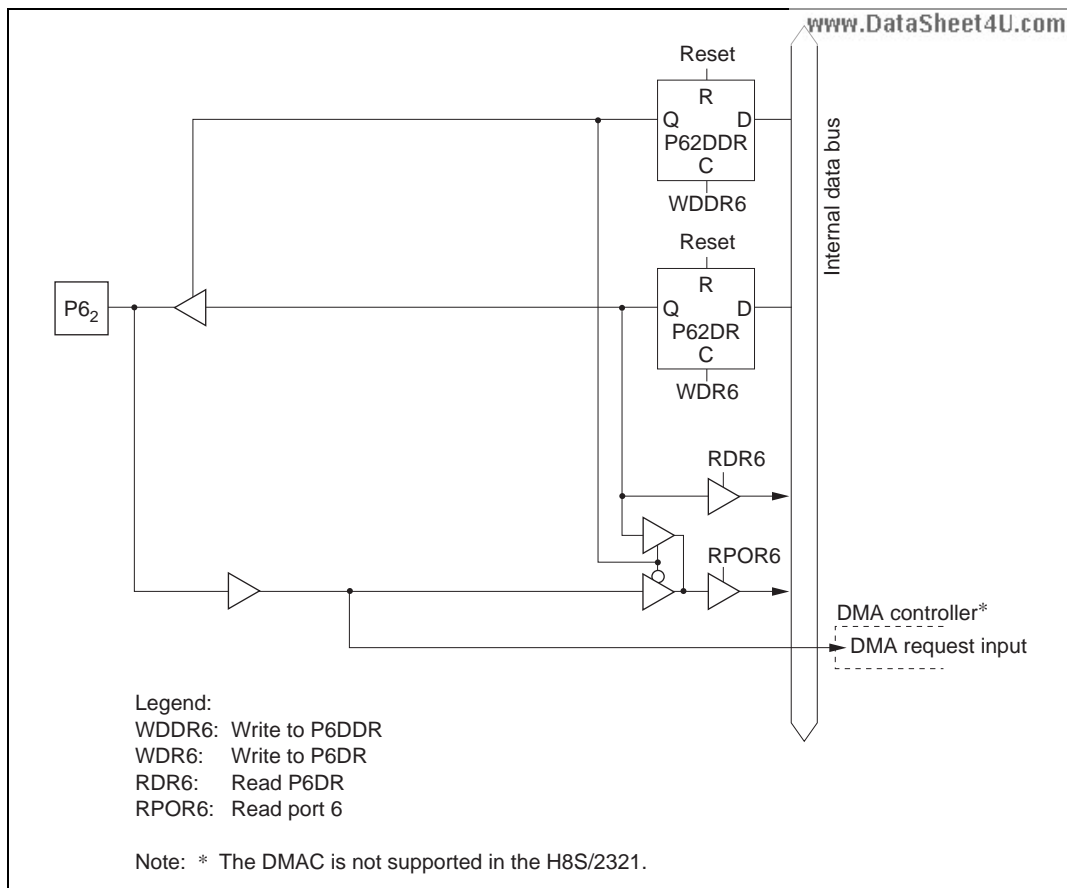 www.DataSheet4U.com
Reset
R
Q D
P62DDR
C
WDDR6
Internal data bus
Reset
R
P6₂
Q D
P62DR
C
WDR6
RDR6
RPOR6
DMA controller*
DMA request input
Legend:
WDDR6: Write to P6DDR
WDR6: Write to P6DR
RDR6: Read P6DR
RPOR6: Read port 6
Note: * The DMAC is not supported in the H8S/2321.